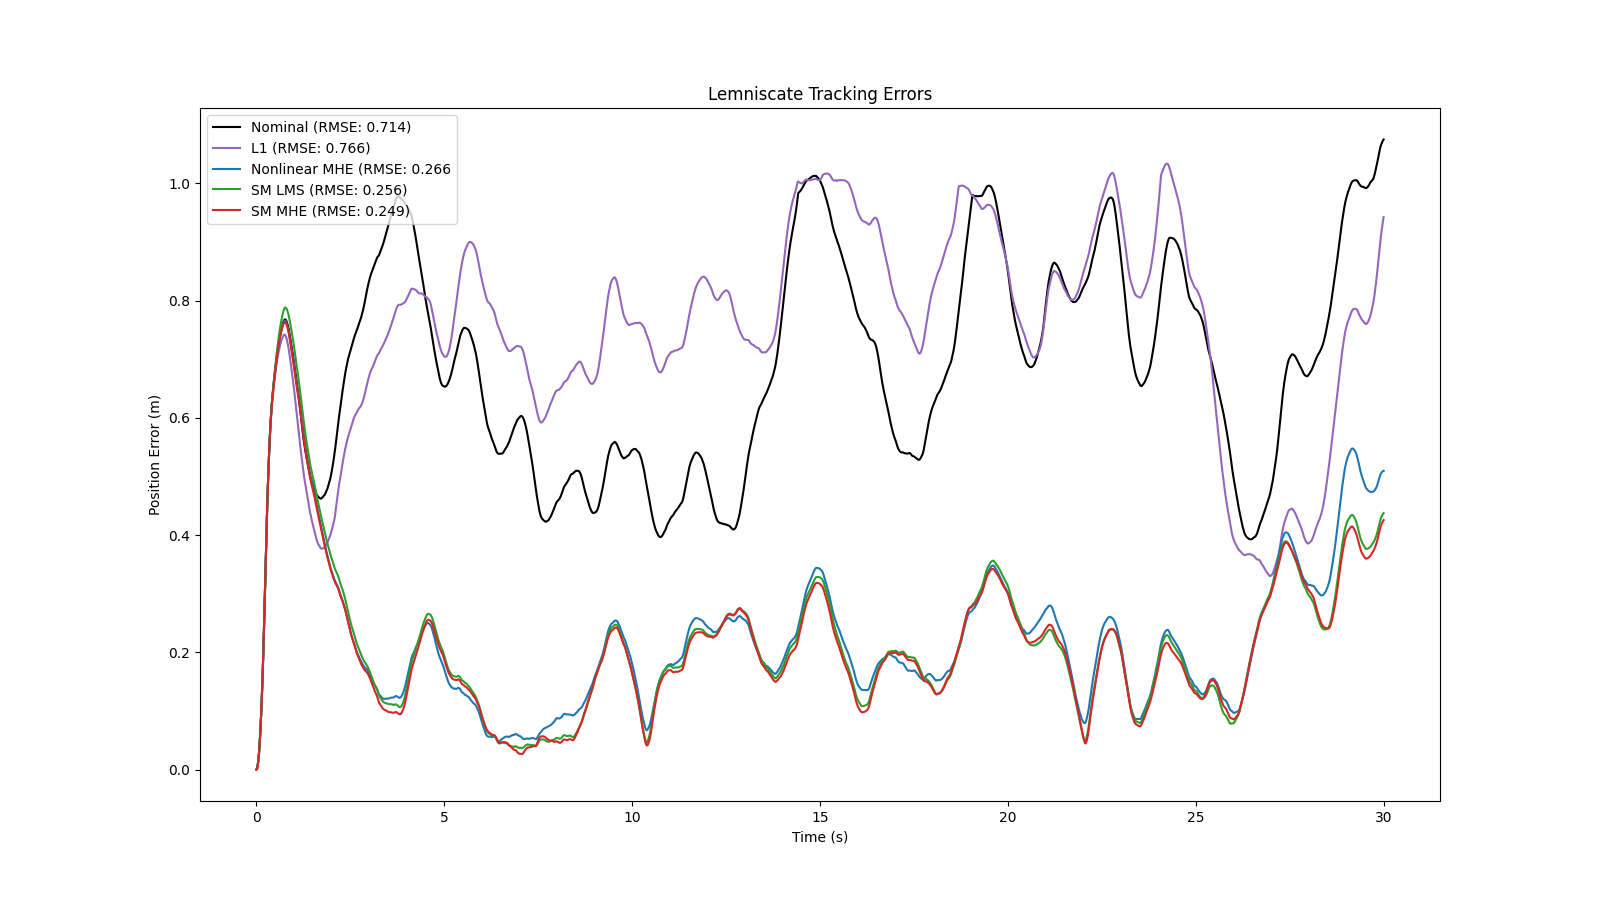 Lemniscate Tracking Errors
Nominal (RMSE: 0.714)
L1 (RMSE: 0.766)
Nonlinear MHE (RMSE: 0.266
SM LMS (RMSE: 0.256)
SM MHE (RMSE: 0.249)
1.0
0.8
0.6
0.4
0.2
0.0
Position Error (m)
0 5 10 15 20 25 30
Time (s)